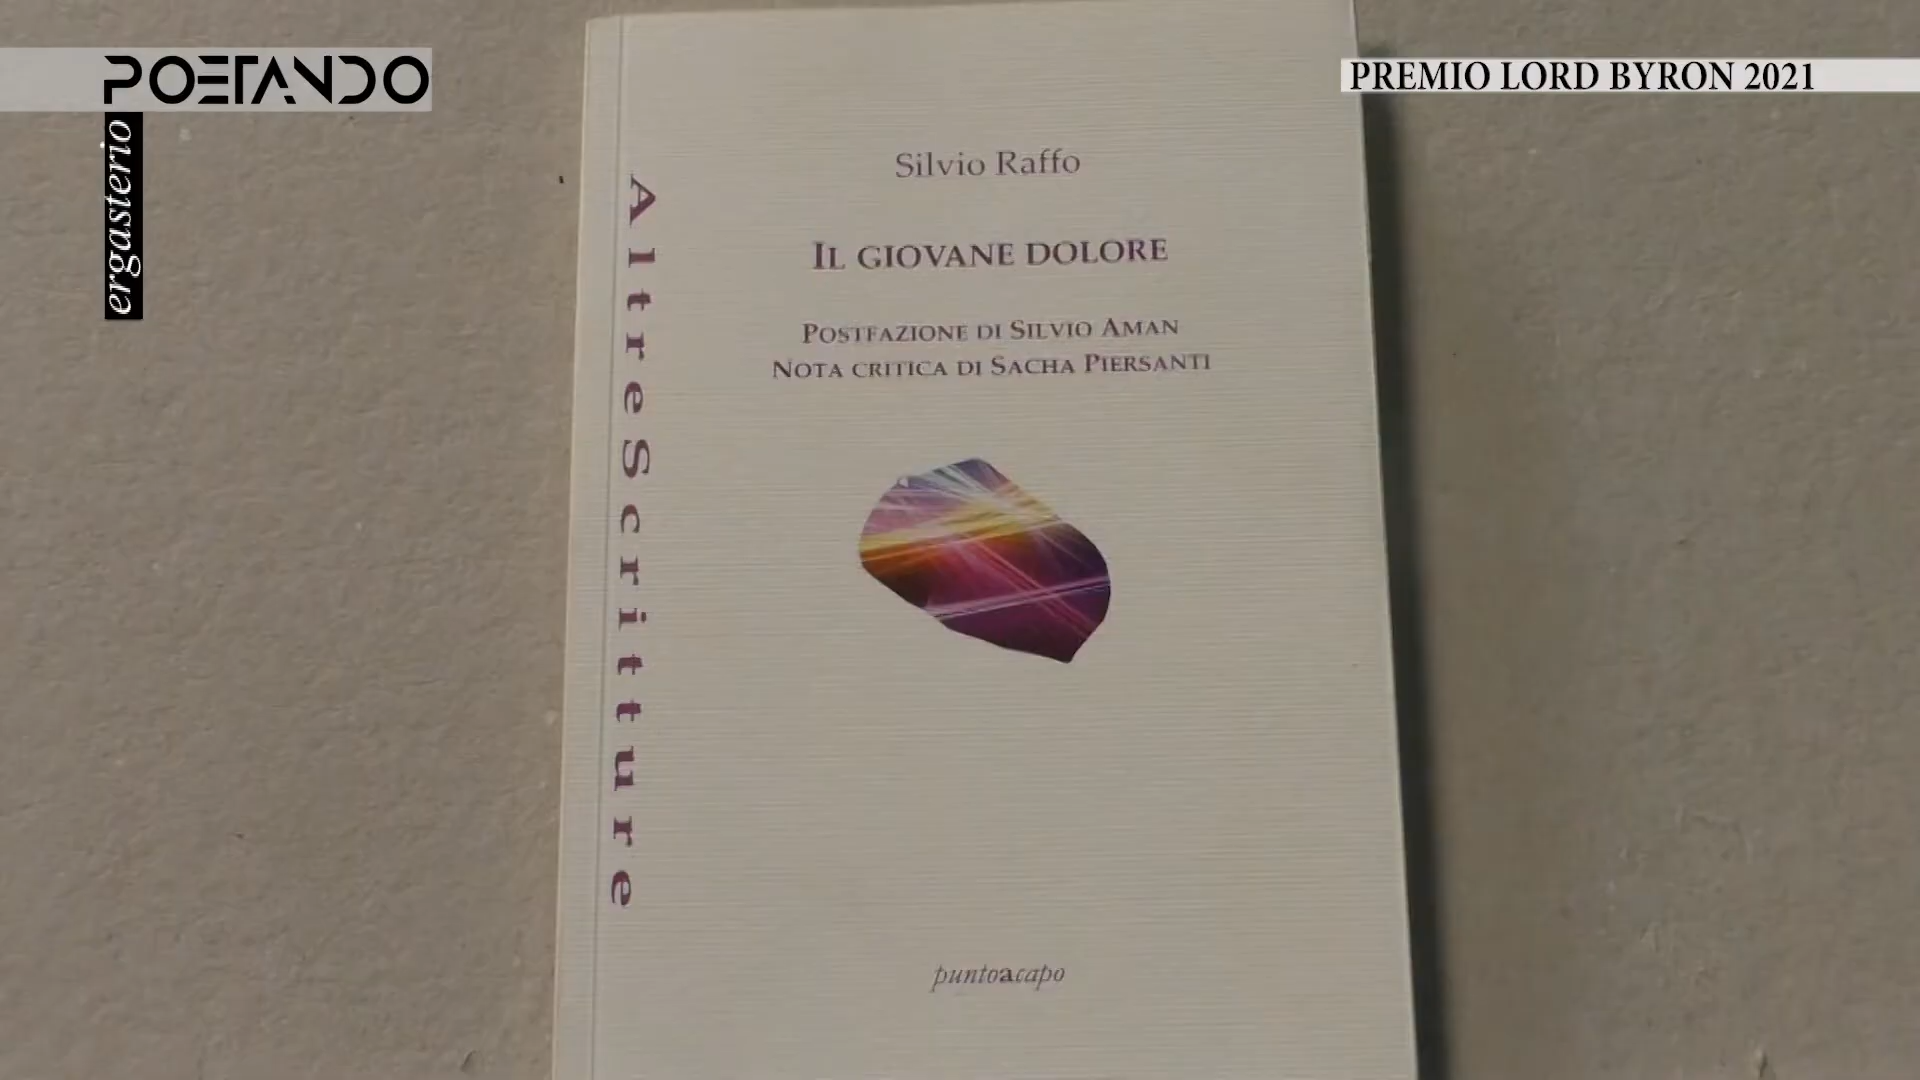 POETANDO
ergasterio
PREMIO LORD BYRON 2021
AltreScritture
Silvio Raffo
IL GIOVANE DOLORE
POSTFAZIONE DI SILVIO AMAN
NOTA CRITICA DI SACHA PIERSANTI
puntoacapo